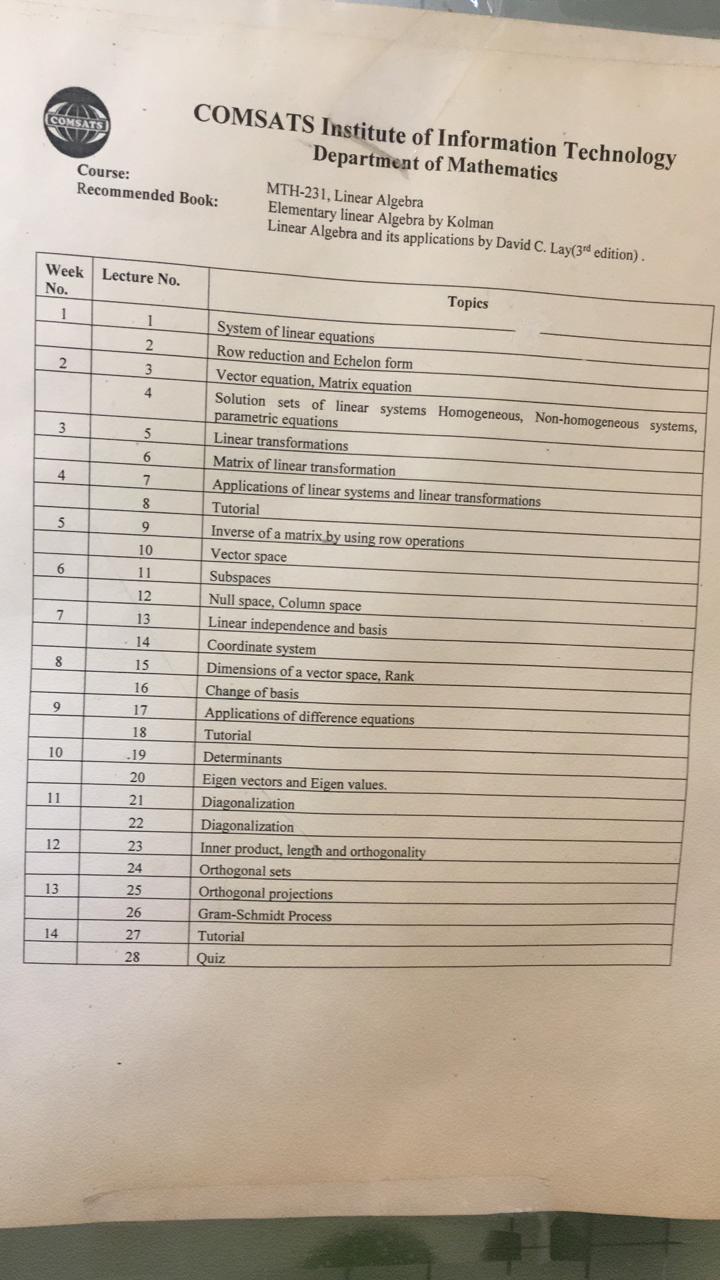 COMSATS
COMSATS Institute of Information Technology
Department of Mathematics
Course: MTH-231, Linear Algebra
Recommended Book: Elementary linear Algebra by Kolman
Linear Algebra and its applications by David C. Lay(3rd edition) .
Week No. Lecture No. Topics
1 1 System of linear equations
2 Row reduction and Echelon form
2 3 Vector equation, Matrix equation
4 Solution sets of linear systems Homogeneous, Non-homogeneous systems,
parametric equations
3 5 Linear transformations
6 Matrix of linear transformation
4 7 Applications of linear systems and linear transformations
8 Tutorial
5 9 Inverse of a matrix by using row operations
10 Vector space
6 11 Subspaces
12 Null space, Column space
7 13 Linear independence and basis
14 Coordinate system
8 15 Dimensions of a vector space, Rank
16 Change of basis
9 17 Applications of difference equations
18 Tutorial
10 19 Determinants
20 Eigen vectors and Eigen values.
11 21 Diagonalization
22 Diagonalization
12 23 Inner product, length and orthogonality
24 Orthogonal sets
13 25 Orthogonal projections
26 Gram-Schmidt Process
14 27 Tutorial
28 Quiz